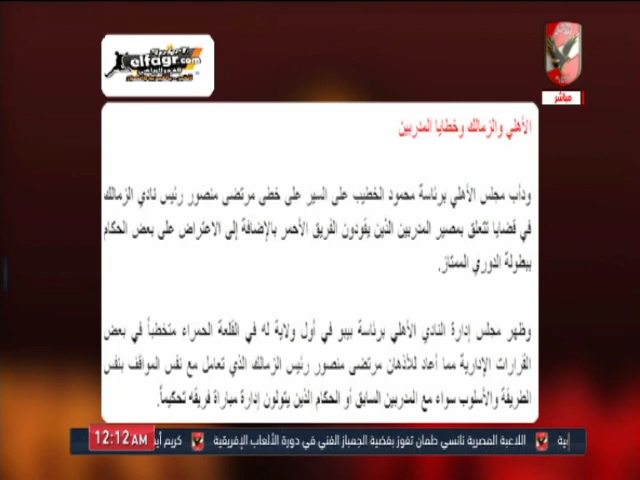 elfagr.com
مباشر
الأهلي والزمالك وخطايا المدربين
ودأب مجلس الأهلي برئاسة محمود الخطيب على السير على خطى مرتضى منصور رئيس نادي الزمالك
في قضايا تتعلق بمصير المدربين الذين يقودون الفريق الأحمر بالإضافة إلى الاعتراض على بعض الحكام
ببطولة الدوري الممتاز.
وظهر مجلس إدارة النادي الأهلي برئاسة بيبو في أول ولاية له في القلعة الحمراء متخبطاً في بعض
القرارات الإدارية مما أعاد للأذهان مرتضى منصور رئيس الزمالك الذي تعامل مع نفس المواقف بنفس
الطريقة والأسلوب سواء مع المدربين السابق أو الحكام الذين يتولون إدارة مباراة فريقه تحكيماً.
اللاعبة المصرية نانسي طمان تفوز بفضية الجمباز الفني في دورة الألعاب الإفريقية
كريم
12:12 AM